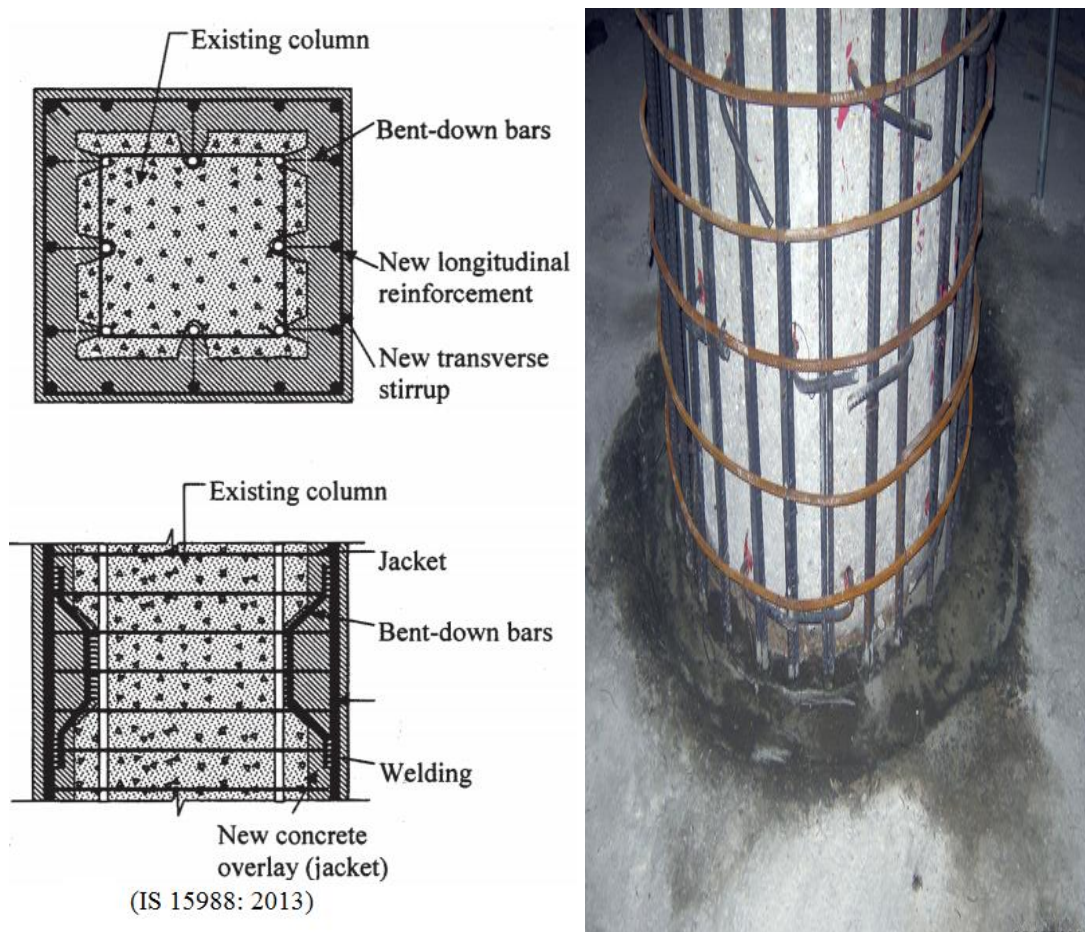 Existing column
Bent-down bars
New longitudinal
reinforcement
New transverse
stirrup
Existing column
Jacket
Bent-down bars
Welding
New concrete
overlay (jacket)
(IS 15988: 2013)